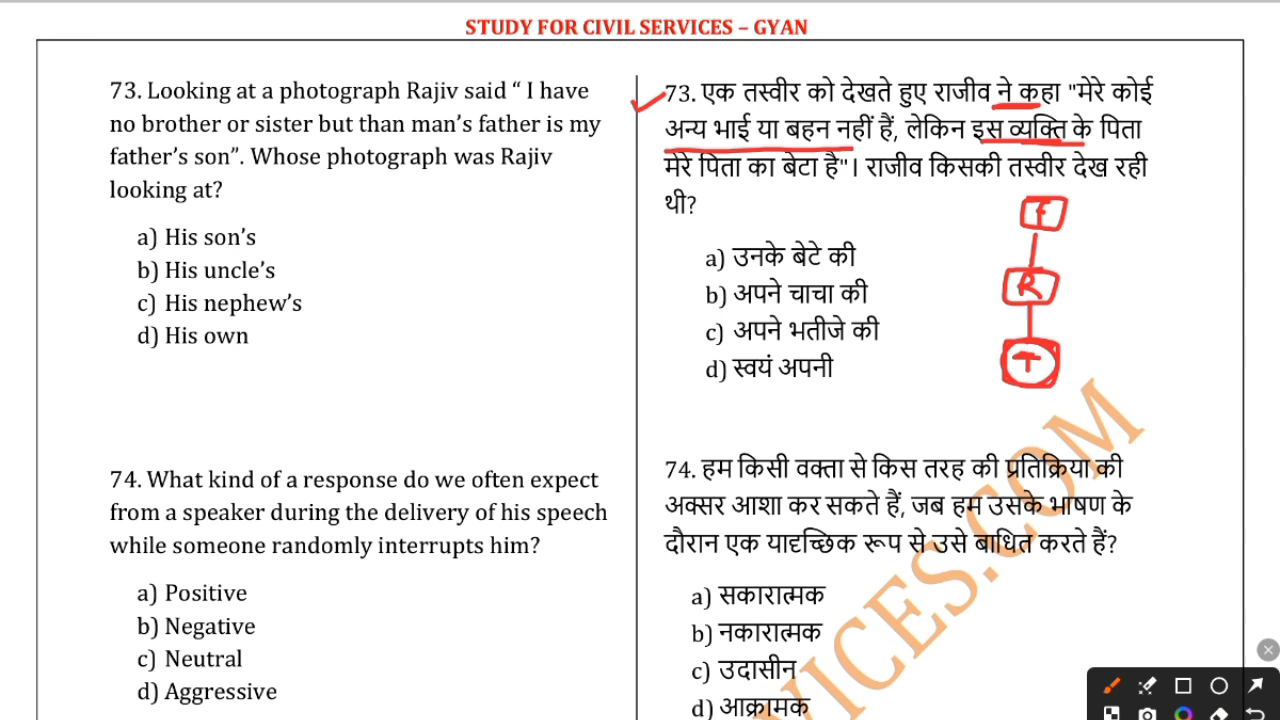 STUDY FOR CIVIL SERVICES – GYAN
73. Looking at a photograph Rajiv said “ I have
no brother or sister but than man’s father is my
father’s son”. Whose photograph was Rajiv
looking at?
a) His son’s
b) His uncle’s
c) His nephew’s
d) His own
74. What kind of a response do we often expect
from a speaker during the delivery of his speech
while someone randomly interrupts him?
a) Positive
b) Negative
c) Neutral
d) Aggressive
73. एक तस्वीर को देखते हुए राजीव ने कहा "मेरे कोई
अन्य भाई या बहन नहीं हैं, लेकिन इस व्यक्ति के पिता
मेरे पिता का बेटा है"। राजीव किसकी तस्वीर देख रही
थी?
a) उनके बेटे की
b) अपने चाचा की
c) अपने भतीजे की
d) स्वयं अपनी
F
R
T
74. हम किसी वक्ता से किस तरह की प्रतिक्रिया की
अक्सर आशा कर सकते हैं, जब हम उसके भाषण के
दौरान एक यादृच्छिक रूप से उसे बाधित करते हैं?
a) सकारात्मक
b) नकारात्मक
c) उदासीन
d) आक्रामक
VICES.COM